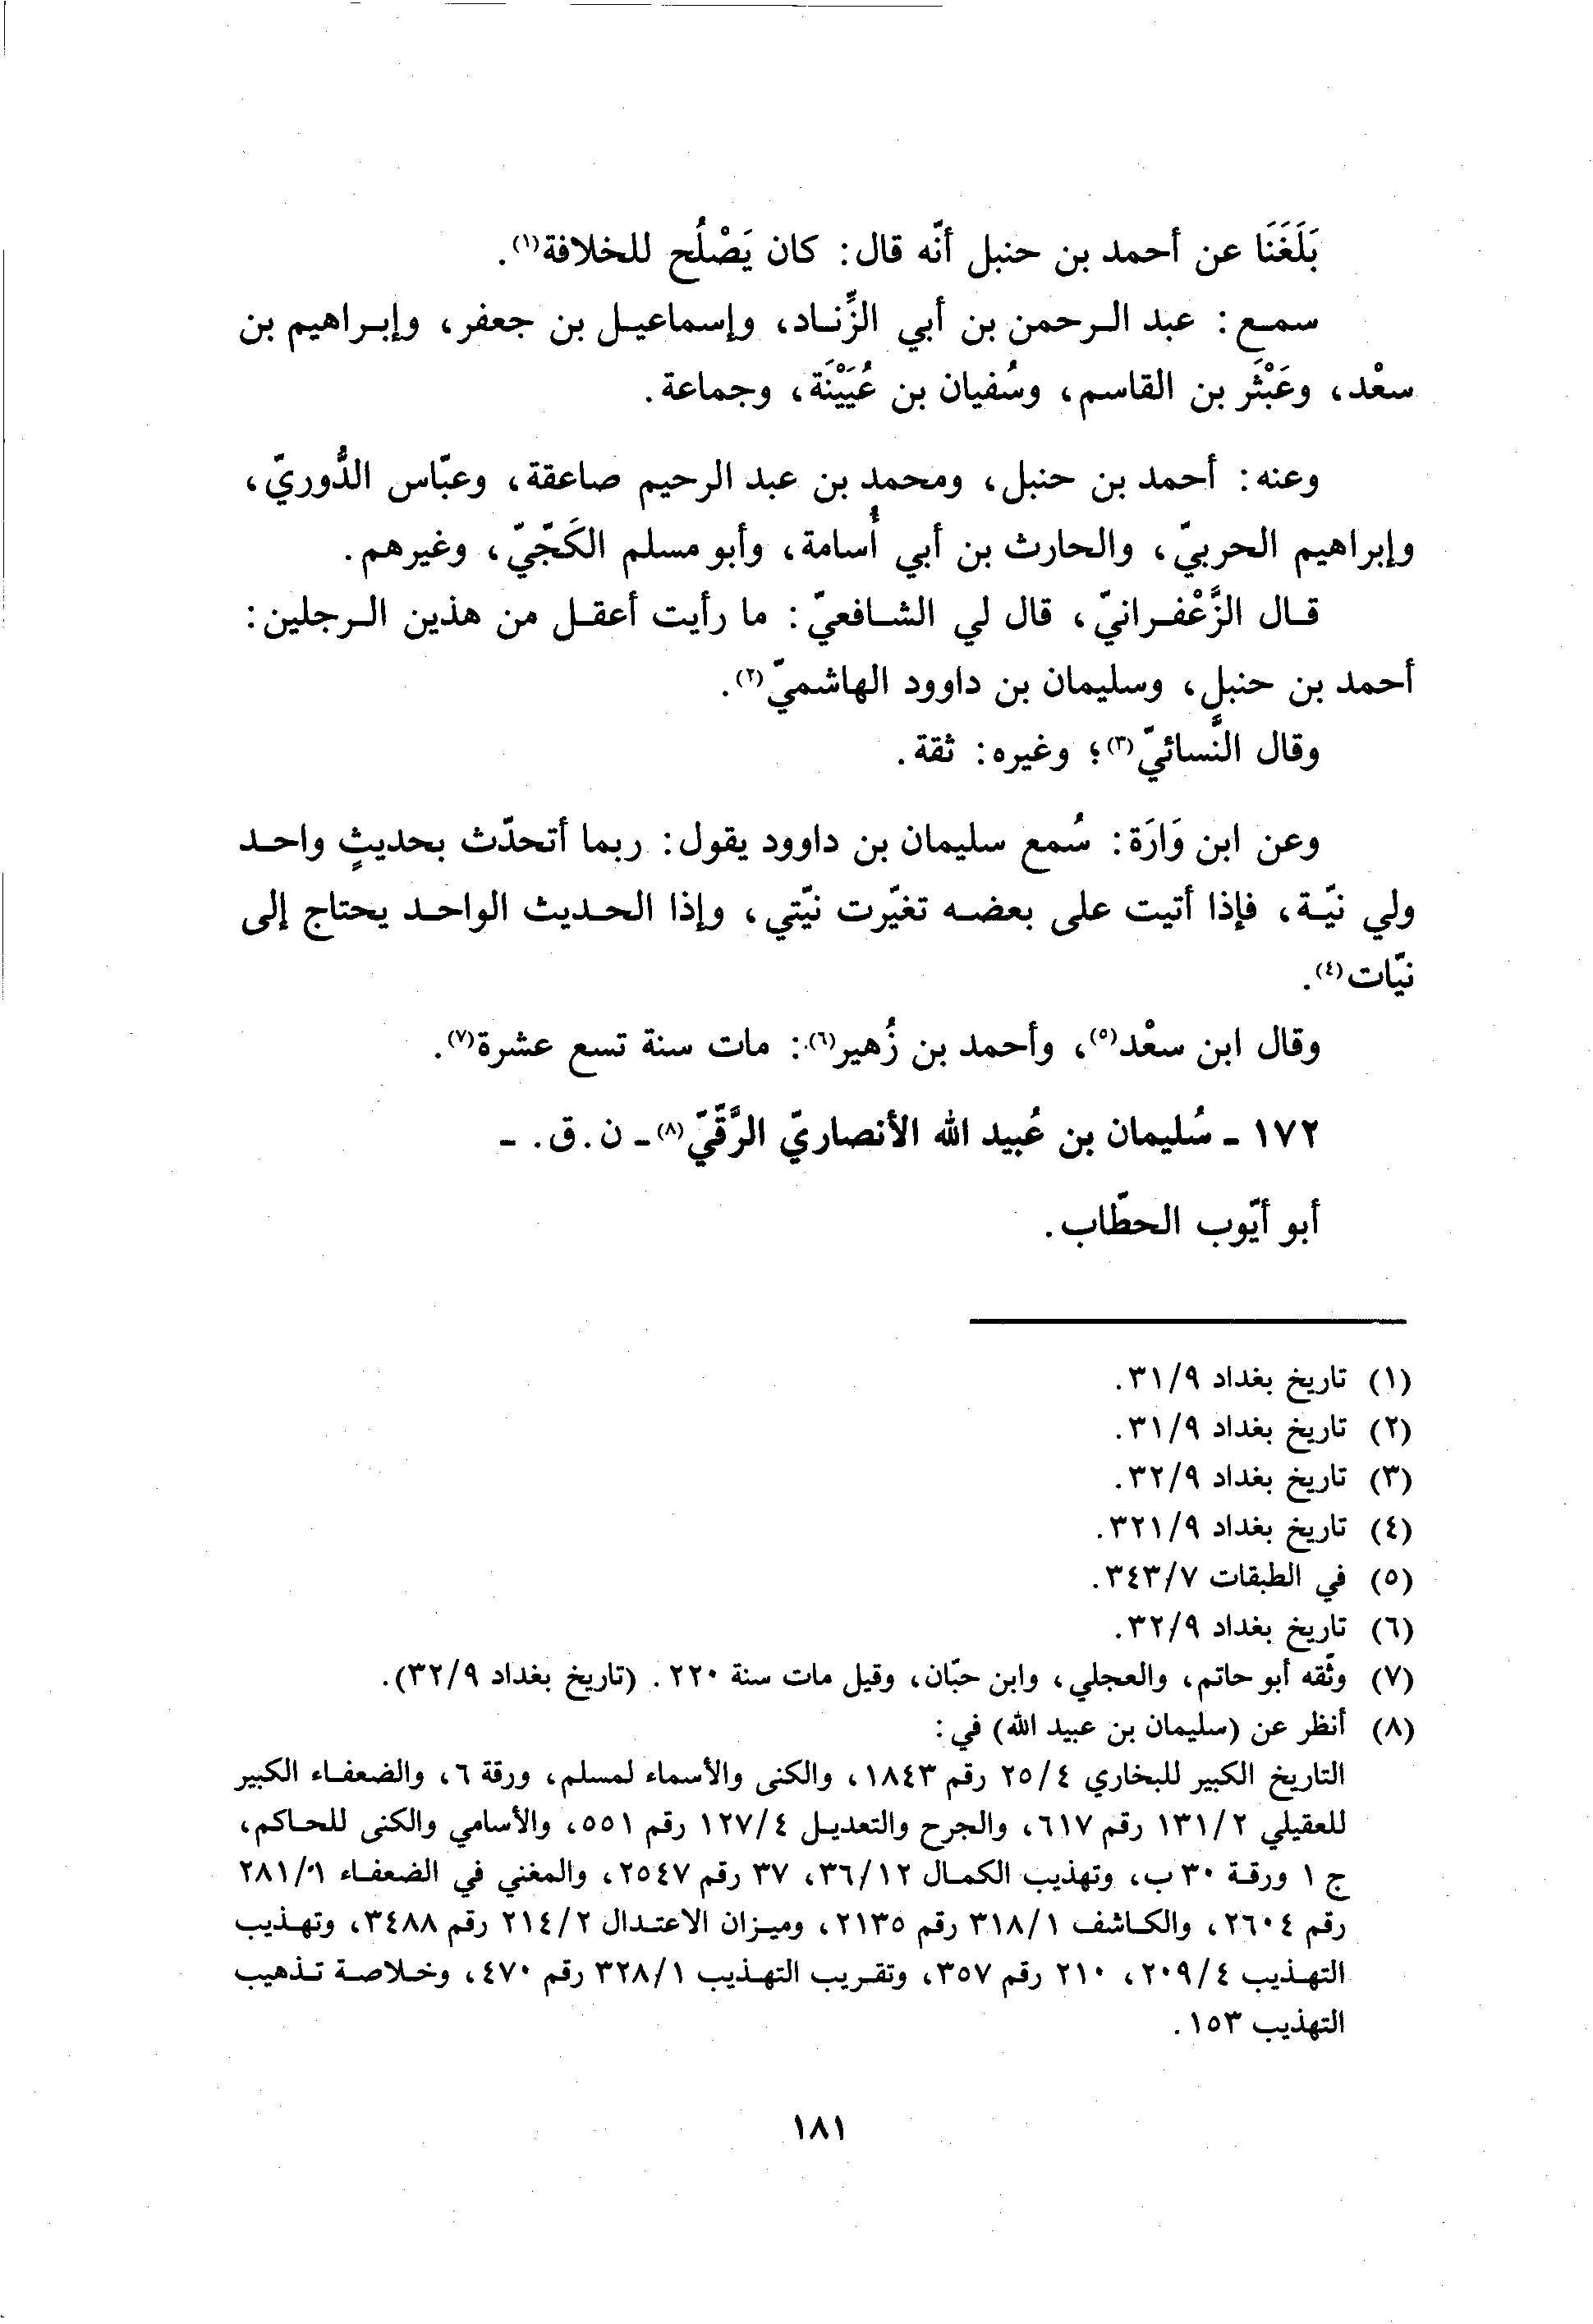 بَلَغَنَا عن أحمد بن حنبل أنّه قال: كان يَصْلُح للخلافة(١).
سمع: عبد الرحمن بن أبي الزِّناد، وإسماعيل بن جعفر، وإبراهيم بن
سعْد، وعَبْثَر بن القاسم، وسُفيان بن عُيَيْنَة، وجماعة.
وعنه: أحمد بن حنبل، ومحمد بن عبد الرحيم صاعقة، وعبّاس الدُّوريّ،
وإبراهيم الحربيّ، والحارث بن أبي أُسامة، وأبو مسلم الكَجّيّ، وغيرهم.
قال الزَّعْفرانيّ، قال لي الشافعيّ: ما رأيت أعقل من هذين الرجلين:
أحمد بن حنبل، وسليمان بن داوود الهاشميّ(٢).
وقال النَّسائيّ(٣)؛ وغيره: ثقة.
وعن ابن وَارَة: سُمع سليمان بن داوود يقول: ربما أتحدّث بحديثٍ واحد
ولي نيّة، فإذا أتيت على بعضه تغيّرت نيّتي، وإذا الحديث الواحد يحتاج إلى
نيّات(٤).
وقال ابن سعْد(٥)، وأحمد بن زُهير(٦): مات سنة تسع عشرة(٧).
١٧٢ - سُليمان بن عُبيد الله الأنصاريّ الرَّقّيّ(٨) - ن. ق. -
أبو أيّوب الحطّاب.
(١) تاريخ بغداد ٣١/٩.
(٢) تاريخ بغداد ٣١/٩.
(٣) تاريخ بغداد ٣٢/٩.
(٤) تاريخ بغداد ٣٢١/٩.
(٥) في الطبقات ٣٤٣/٧.
(٦) تاريخ بغداد ٣٢/٩.
(٧) وثّقه أبو حاتم، والعجلي، وابن حبّان، وقيل مات سنة ٢٢٠. (تاريخ بغداد ٣٢/٩).
(٨) أنظر عن (سليمان بن عبيد الله) في:
التاريخ الكبير للبخاري ٢٥/٤ رقم ١٨٤٣، والكنى والأسماء لمسلم، ورقة ٦، والضعفاء الكبير
للعقيلي ١٣١/٢ رقم ٦١٧، والجرح والتعديل ١٢٧/٤ رقم ٥٥١، والأسامي والكنى للحاكم،
ج ١ ورقة ٣٠ ب، وتهذيب الكمال ٣٦/١٢، ٣٧ رقم ٢٥٤٧، والمغني في الضعفاء ٢٨١/١
رقم ٢٦٠٤، والكاشف ٣١٨/١ رقم ٢١٣٥، وميزان الاعتدال ٢١٤/٢ رقم ٣٤٨٨، وتهذيب
التهذيب ٢٠٩/٤، ٢١٠ رقم ٣٥٧، وتقريب التهذيب ٣٢٨/١ رقم ٤٧٠، وخلاصة تذهيب
التهذيب ١٥٣.
١٨١